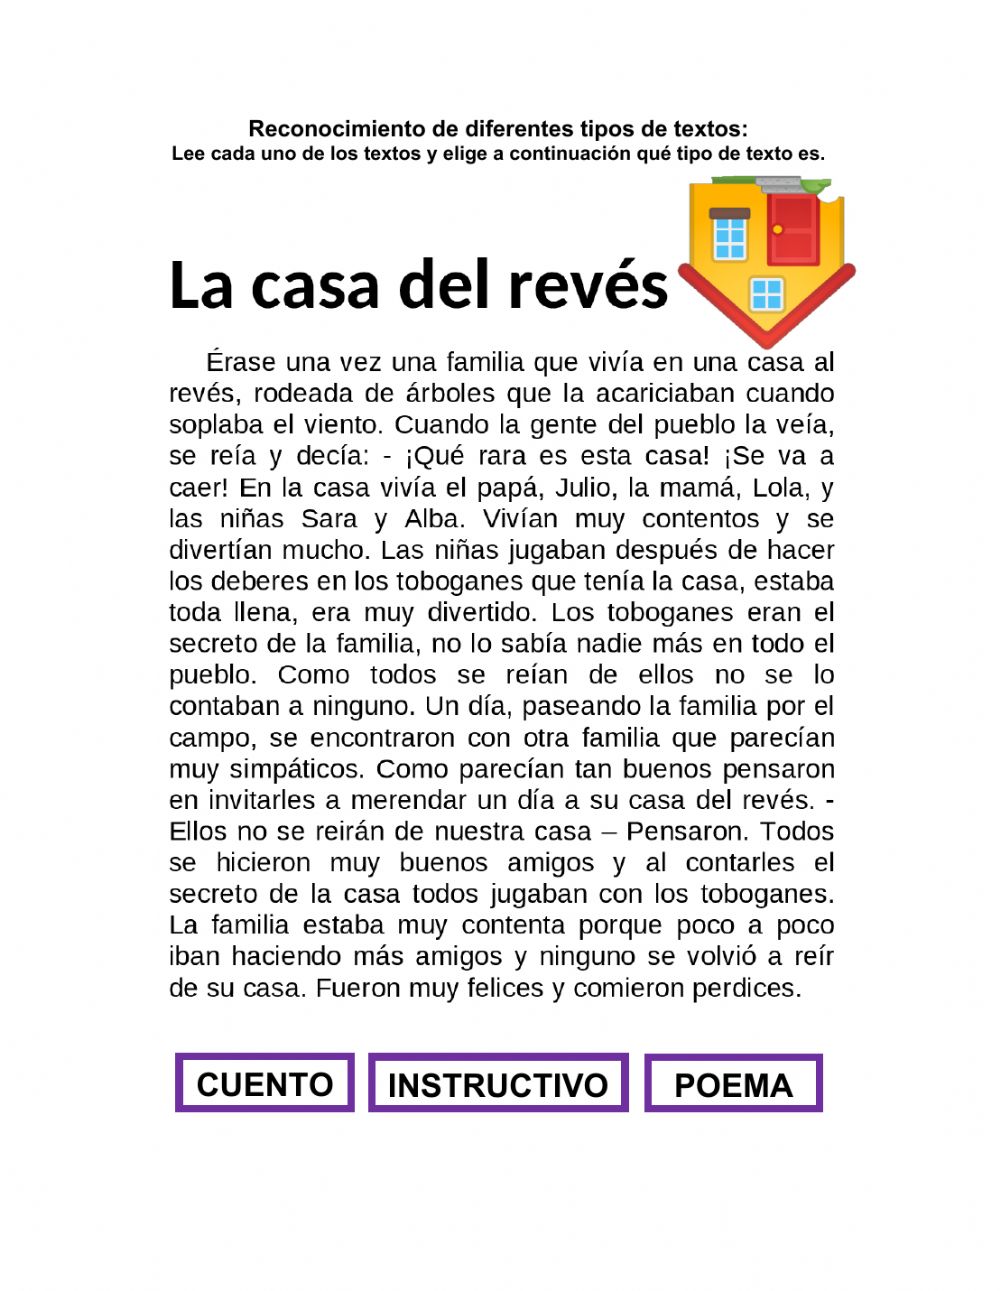 Reconocimiento de diferentes tipos de textos:
Lee cada uno de los textos y elige a continuación qué tipo de texto es.
La casa del revés
Érase una vez una familia que vivía en una casa al
revés, rodeada de árboles que la acariciaban cuando
soplaba el viento. Cuando la gente del pueblo la veía,
se reía y decía: - ¡Qué rara es esta casa! ¡Se va a
caer! En la casa vivía el papá, Julio, la mamá, Lola, y
las niñas Sara y Alba. Vivían muy contentos y se
divertían mucho. Las niñas jugaban después de hacer
los deberes en los toboganes que tenía la casa, estaba
toda llena, era muy divertido. Los toboganes eran el
secreto de la familia, no lo sabía nadie más en todo el
pueblo. Como todos se reían de ellos no se lo
contaban a ninguno. Un día, paseando la familia por el
campo, se encontraron con otra familia que parecían
muy simpáticos. Como parecían tan buenos pensaron
en invitarles a merendar un día a su casa del revés. -
Ellos no se reirán de nuestra casa – Pensaron. Todos
se hicieron muy buenos amigos y al contarles el
secreto de la casa todos jugaban con los toboganes.
La familia estaba muy contenta porque poco a poco
iban haciendo más amigos y ninguno se volvió a reír
de su casa. Fueron muy felices y comieron perdices.
CUENTO INSTRUCTIVO POEMA